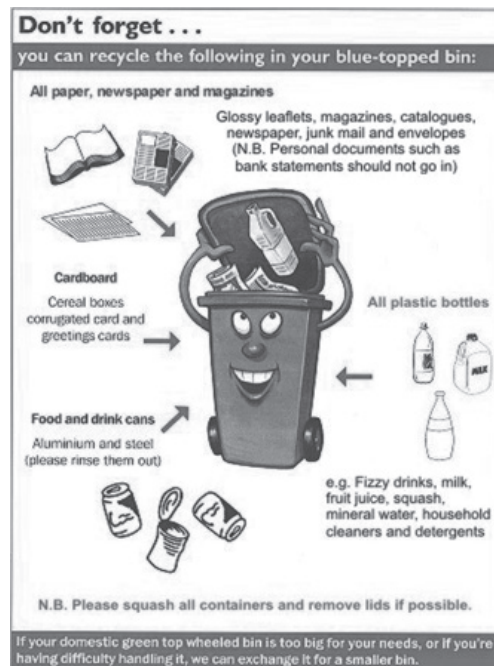 Don't forget . . .
you can recycle the following in your blue-topped bin:
All paper, newspaper and magazines
Glossy leaflets, magazines, catalogues,
newspaper, junk mail and envelopes
(N.B. Personal documents such as
bank statements should not go in)
Cardboard
Cereal boxes
corrugated card and
greetings cards
All plastic bottles
MILK
Food and drink cans
Aluminium and steel
(please rinse them out)
e.g. Fizzy drinks, milk,
fruit juice, squash,
mineral water, household
cleaners and detergents
N.B. Please squash all containers and remove lids if possible.
If your domestic green top wheeled bin is too big for your needs, or if you're
having difficulty handling it, we can exchange it for a smaller bin.